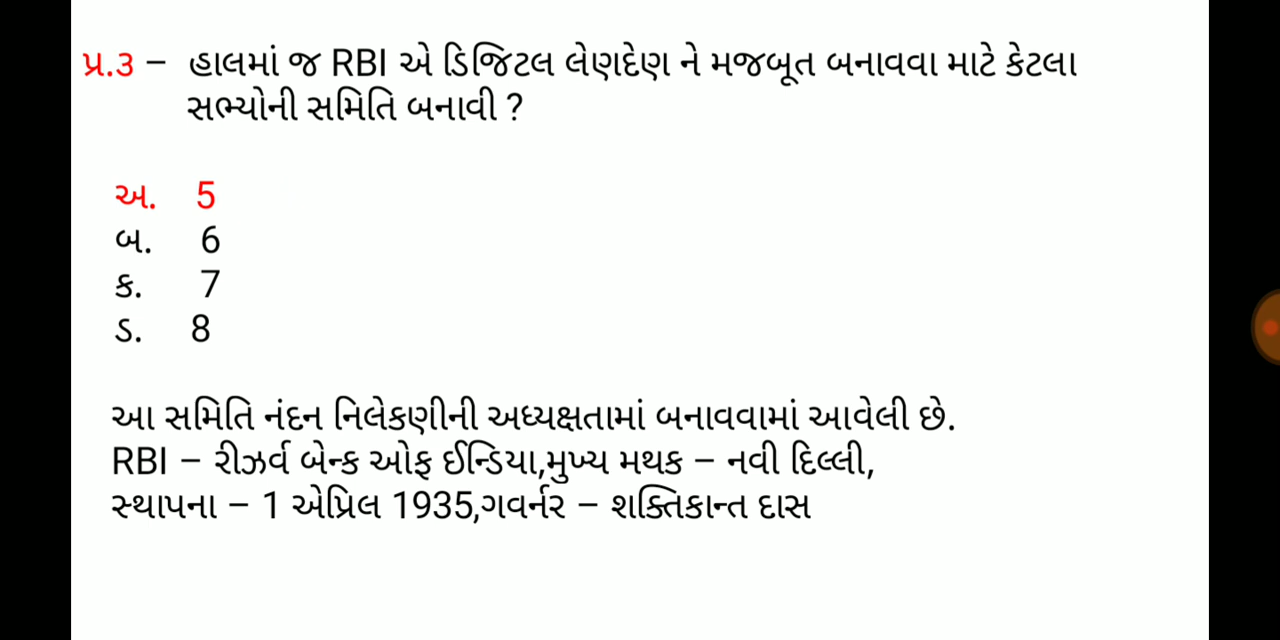 પ્ર.૩ – હાલમાં જ RBI એ ડિજિટલ લેણદેણ ને મજબૂત બનાવવા માટે કેટલા
સભ્યોની સમિતિ બનાવી ?
અ. 5
બ. 6
ક. 7
ડ. 8
આ સમિતિ નંદન નિલેકણીની અધ્યક્ષતામાં બનાવવામાં આવેલી છે.
RBI – રીઝર્વ બેન્ક ઓફ ઈન્ડિયા,મુખ્ય મથક – નવી દિલ્લી,
સ્થાપના – 1 એપ્રિલ 1935,ગવર્નર – શક્તિકાન્ત દાસ